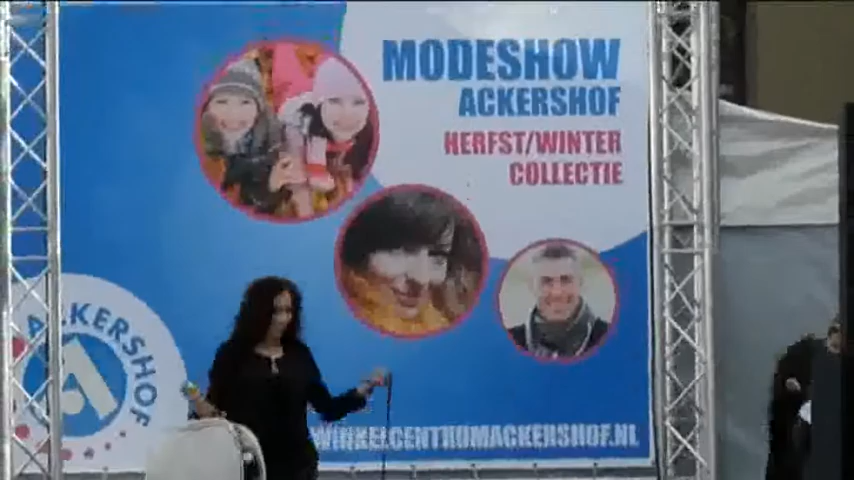 MODESHOW
ACKERSHOF
HERFST/WINTER
COLLECTIE
ACKERSHOF
A
WINKELCENTRUMACKERSHOF.NL